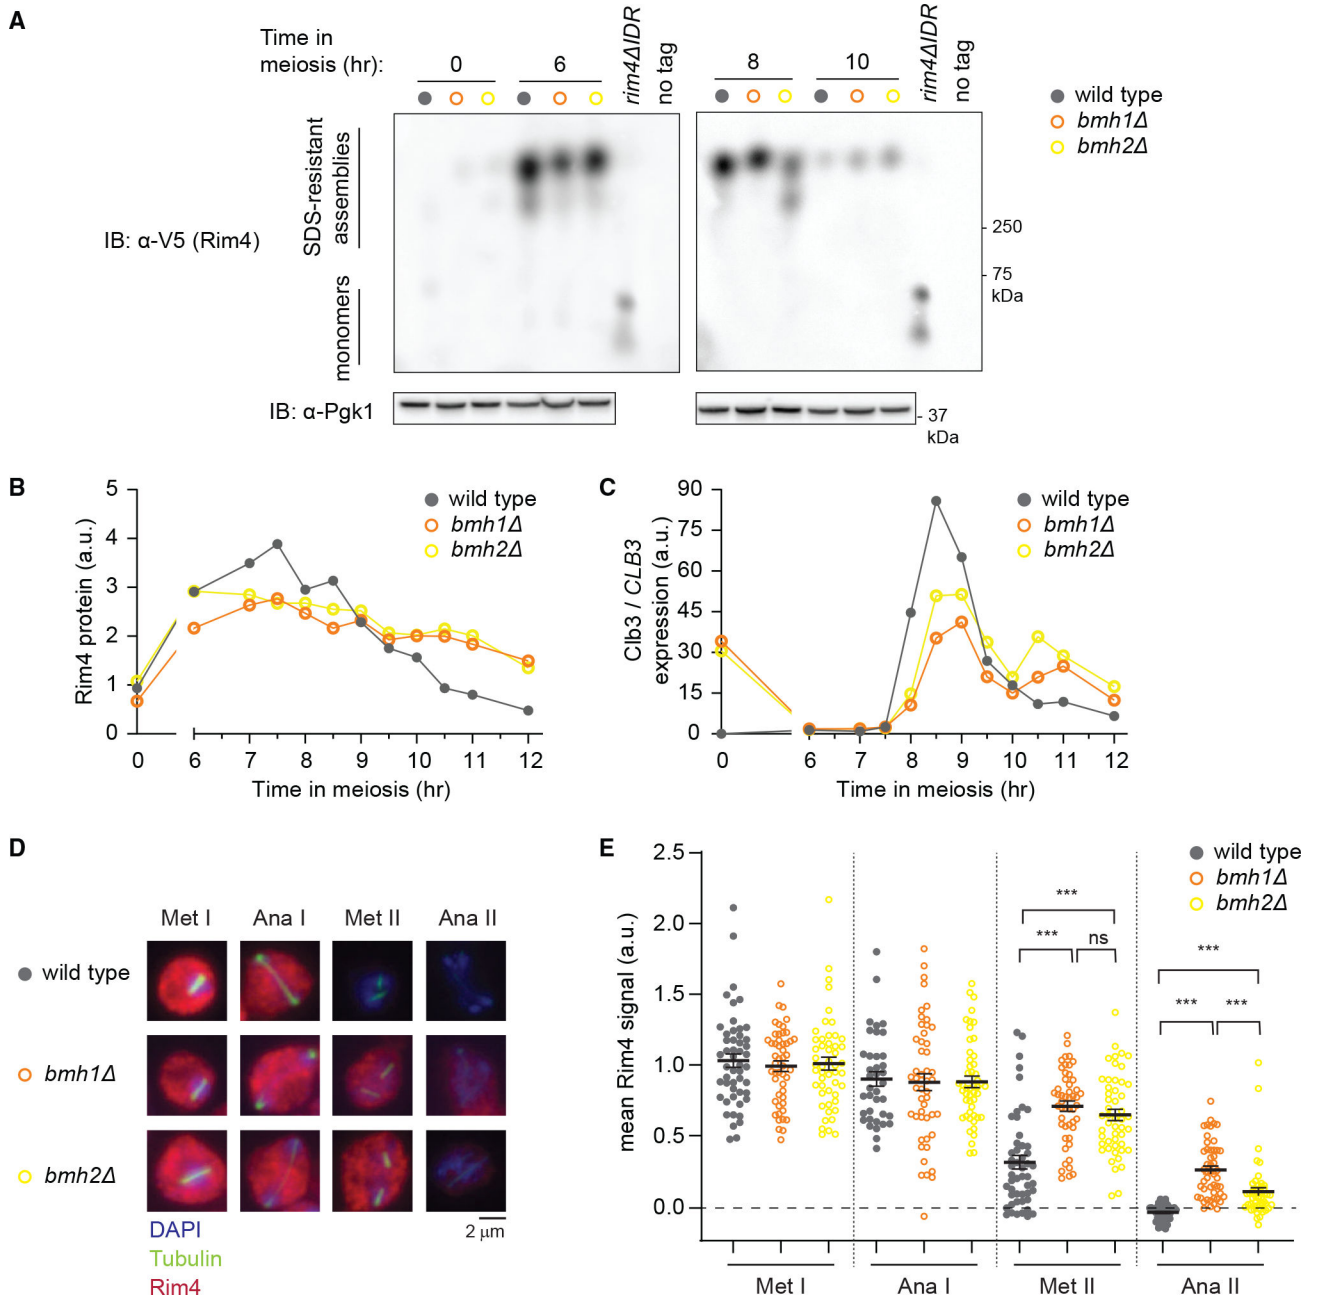 A
Time in
meiosis (hr):
0
6
rim4ΔIDR
no tag
8
10
rim4ΔIDR
no tag
wild type
bmh1Δ
bmh2Δ
SDS-resistant
assemblies
monomers
IB: α-V5 (Rim4)
250
75
kDa
IB: α-Pgk1
37
kDa
B
5
4
3
2
1
0
Rim4 protein (a.u.)
wild type
bmh1Δ
bmh2Δ
0 6 7 8 9 10 11 12
Time in meiosis (hr)
C
90
75
60
45
30
15
0
Clb3 / CLB3
expression (a.u.)
wild type
bmh1Δ
bmh2Δ
0 6 7 8 9 10 11 12
Time in meiosis (hr)
D
Met I Ana I Met II Ana II
wild type
bmh1Δ
bmh2Δ
DAPI
Tubulin
Rim4
2 μm
E
2.5
2.0
1.5
1.0
0.5
0.0
mean Rim4 signal (a.u.)
wild type
bmh1Δ
bmh2Δ
***
*** ns
***
*** ***
Met I Ana I Met II Ana II